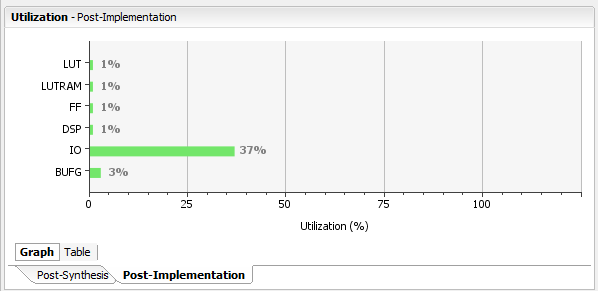 Utilization - Post-Implementation
LUT 1%
LUTRAM 1%
FF 1%
DSP 1%
IO 37%
BUFG 3%
0 25 50 75 100
Utilization (%)
Graph Table
Post-Synthesis Post-Implementation